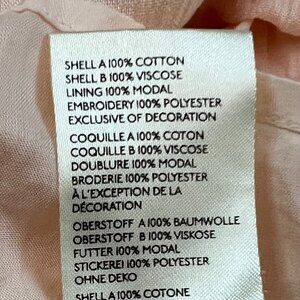 SHELL A 100% COTTON
SHELL B 100% VISCOSE
LINING 100% MODAL
EMBROIDERY 100% POLYESTER
EXCLUSIVE OF DECORATION
COQUILLE A 100% COTON
COQUILLE B 100% VISCOSE
DOUBLURE 100% MODAL
BRODERIE 100% POLYESTER
À L'EXCEPTION DE LA
DÉCORATION
OBERSTOFF A 100% BAUMWOLLE
OBERSTOFF B 100% VISKOSE
FUTTER 100% MODAL
STICKEREI 100% POLYESTER
OHNE DEKO
SHELL A 100% COTONE